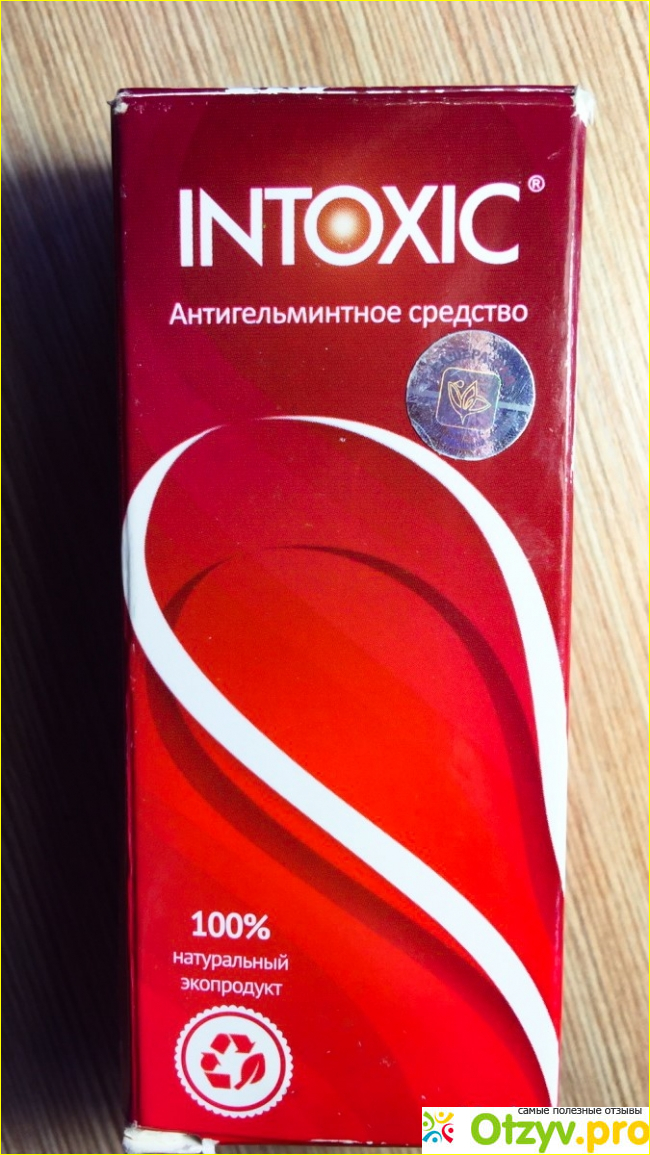 INTOXIC®
Антигельминтное средство
100%
натуральный
экопродукт
самые полезные отзывы
Otzyv.pro